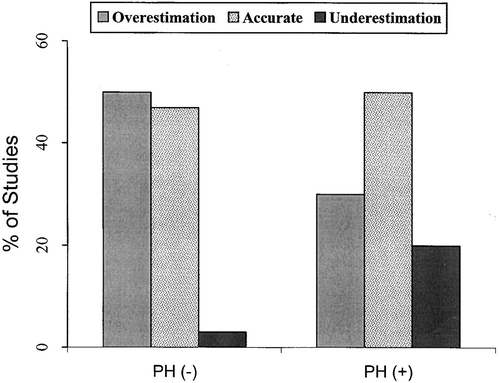 Overestimation Accurate Underestimation
60
40
20
0
% of Studies
PH (-) PH (+)